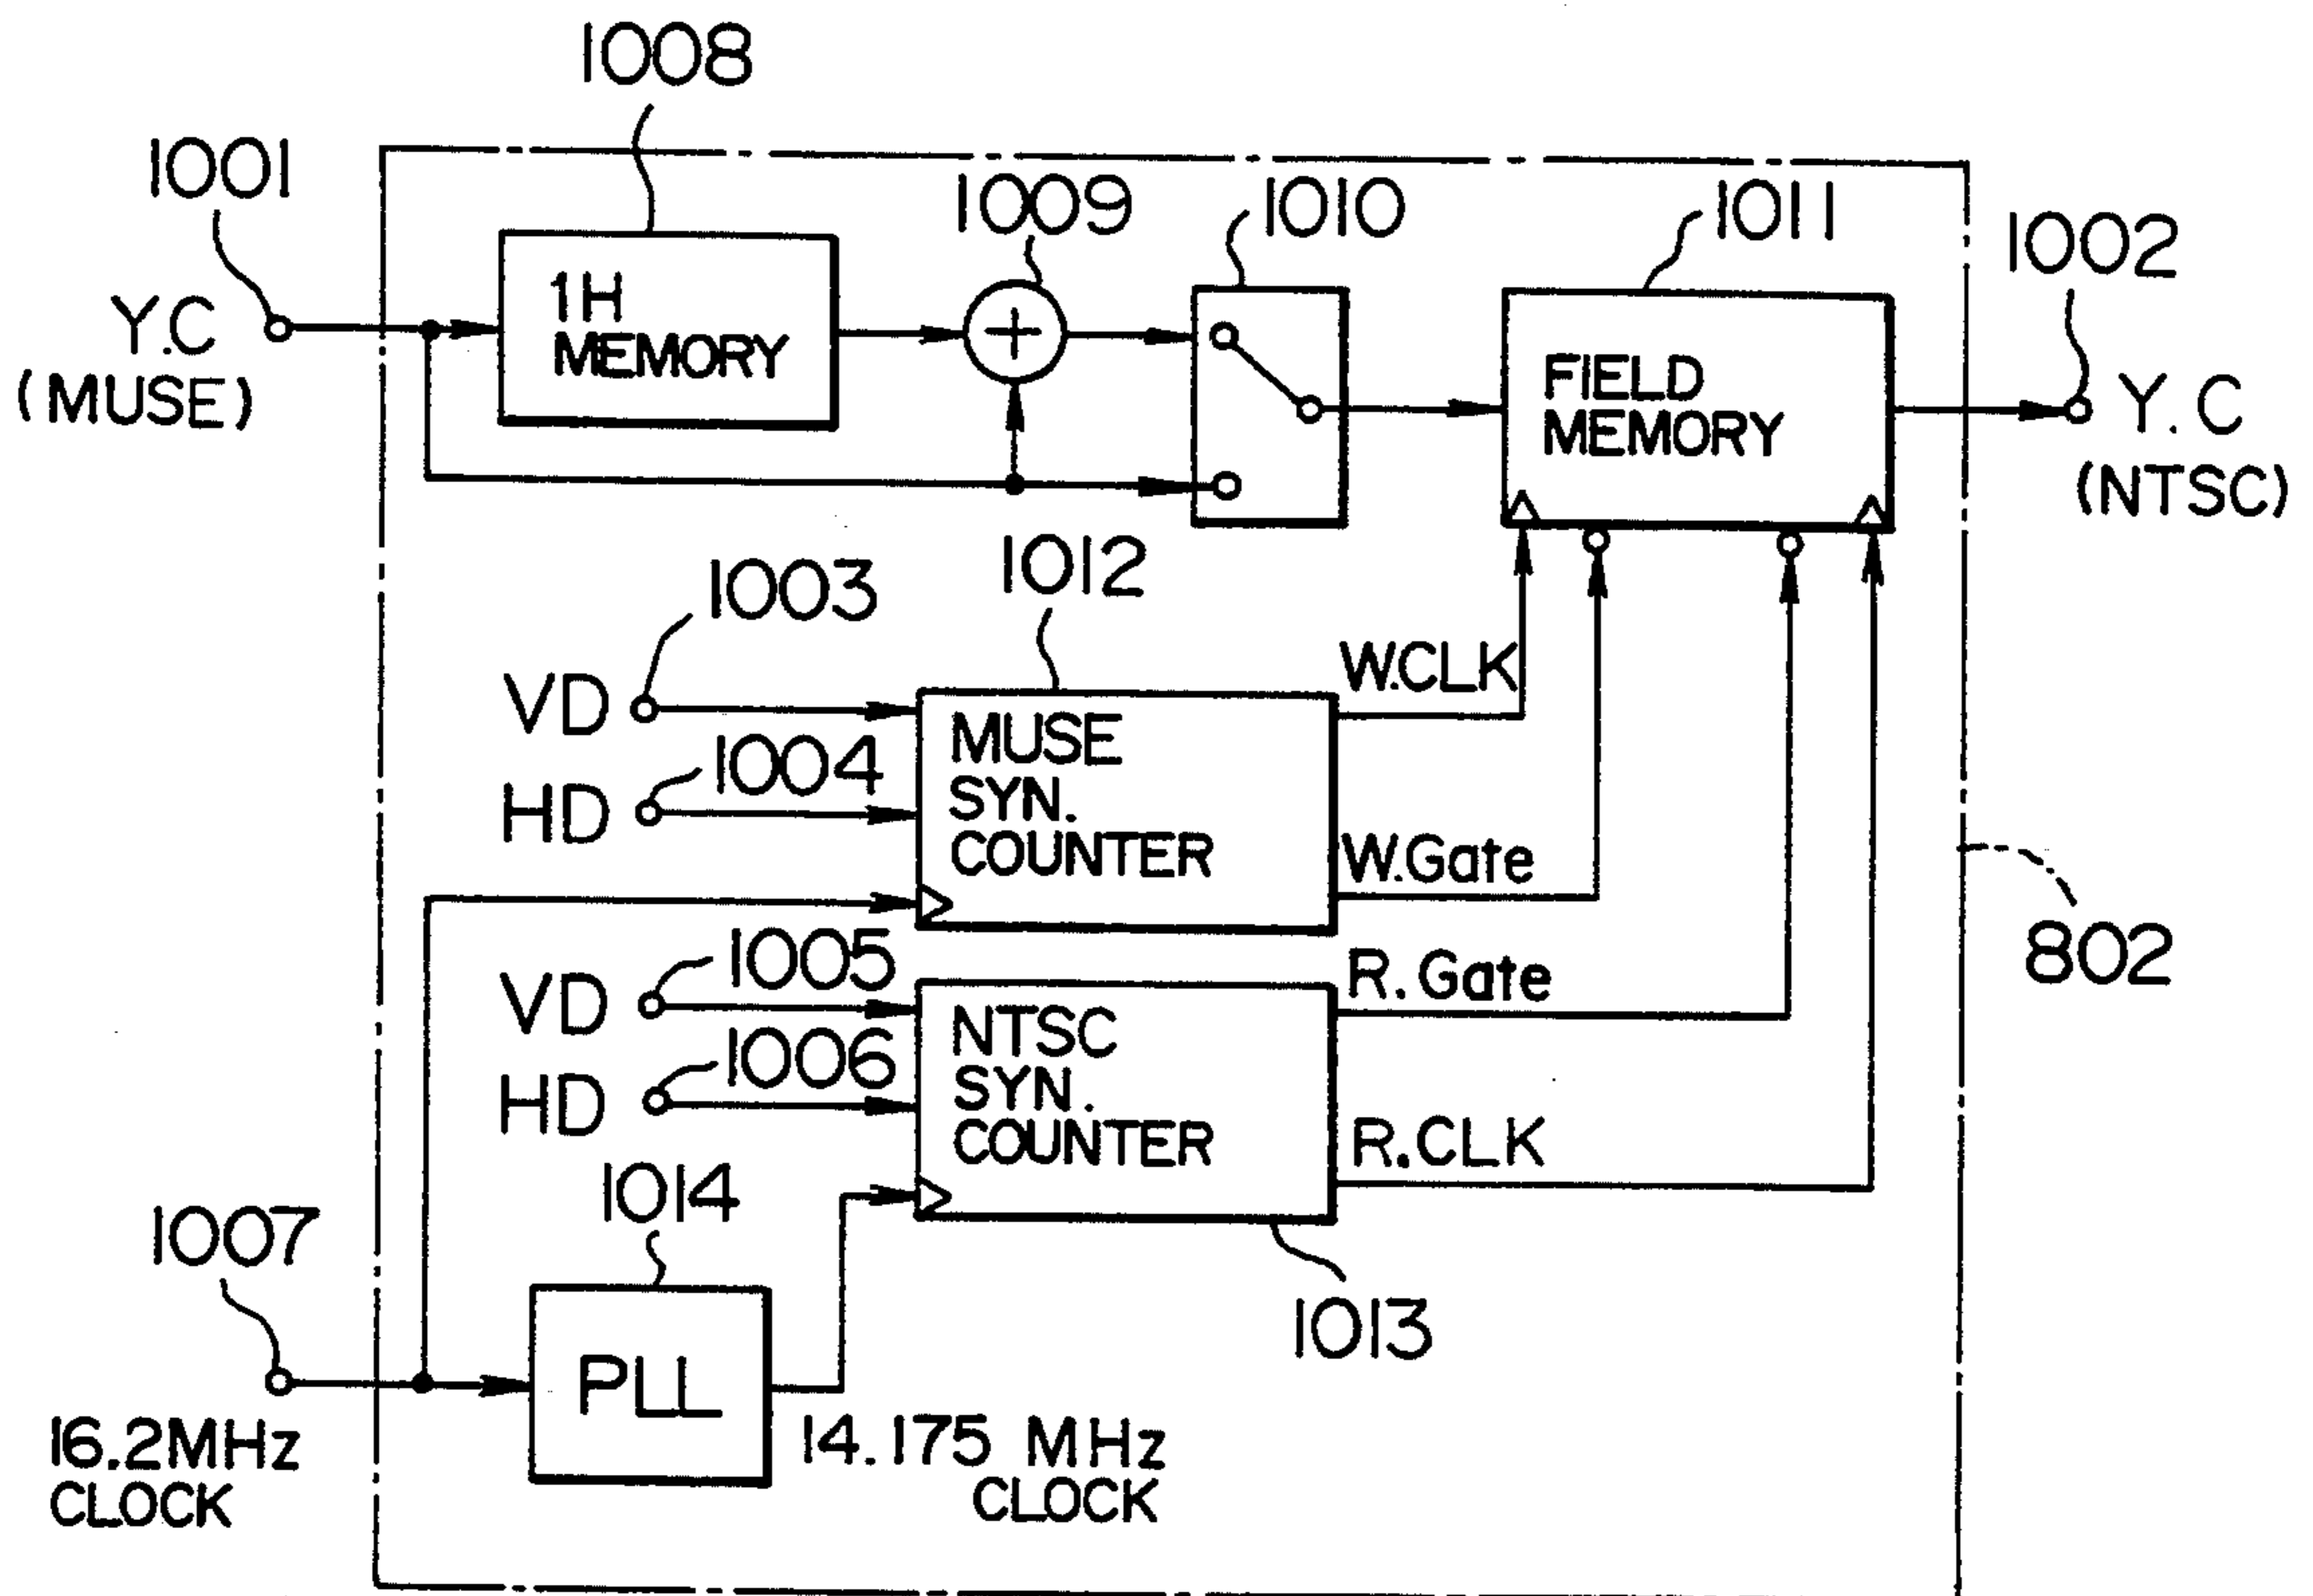 1008
1001
1009
1010
1011
1002
Y.C
(MUSE)
1H
MEMORY
+
FIELD
MEMORY
Y.C
(NTSC)
1003
1012
VD
W.CLK
1004
HD
MUSE
SYN.
COUNTER
W.Gate
802
1005
VD
R.Gate
1006
HD
NTSC
SYN.
COUNTER
R.CLK
1014
1007
1013
PLL
16.2MHz
CLOCK
14.175 MHz
CLOCK